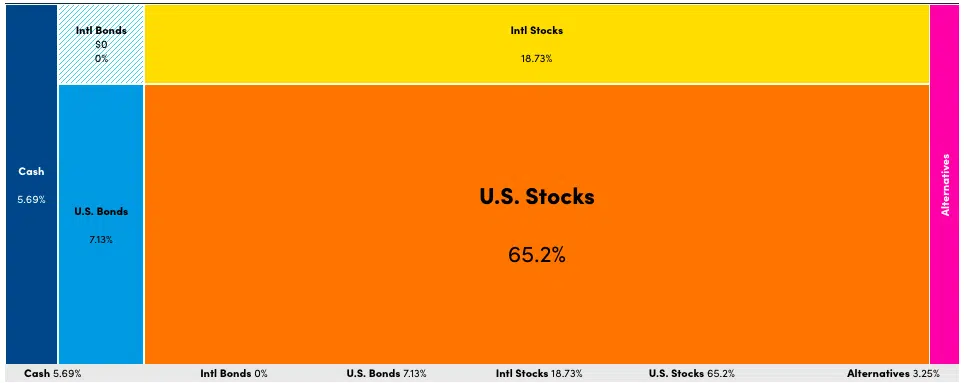 Intl Bonds
$0
0%
Intl Stocks
18.73%
Cash
5.69%
U.S. Bonds
7.13%
U.S. Stocks
65.2%
Alternatives
Cash 5.69%
Intl Bonds 0%
U.S. Bonds 7.13%
Intl Stocks 18.73%
U.S. Stocks 65.2%
Alternatives 3.25%